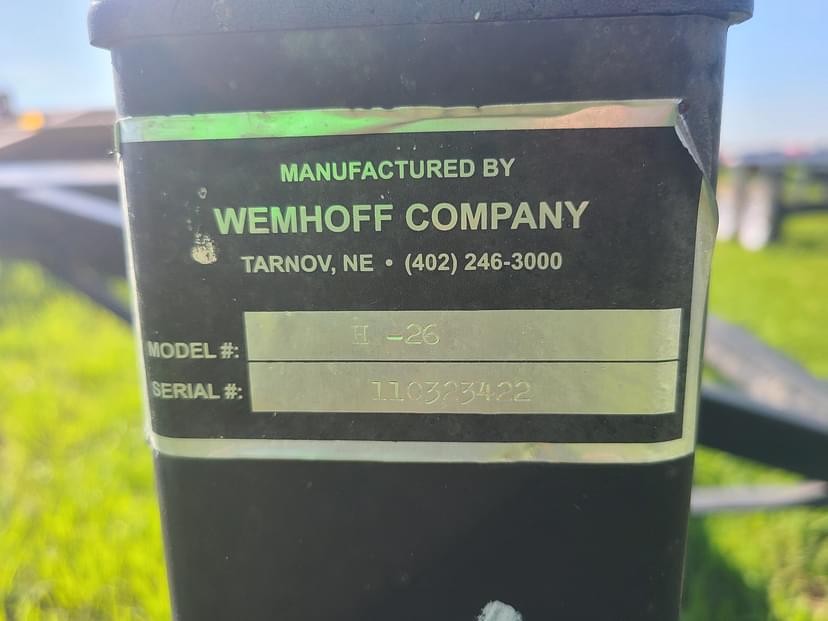 MANUFACTURED BY
WEMHOFF COMPANY
TARNOV, NE • (402) 246-3000
MODEL #: H -26
SERIAL #: 110323422